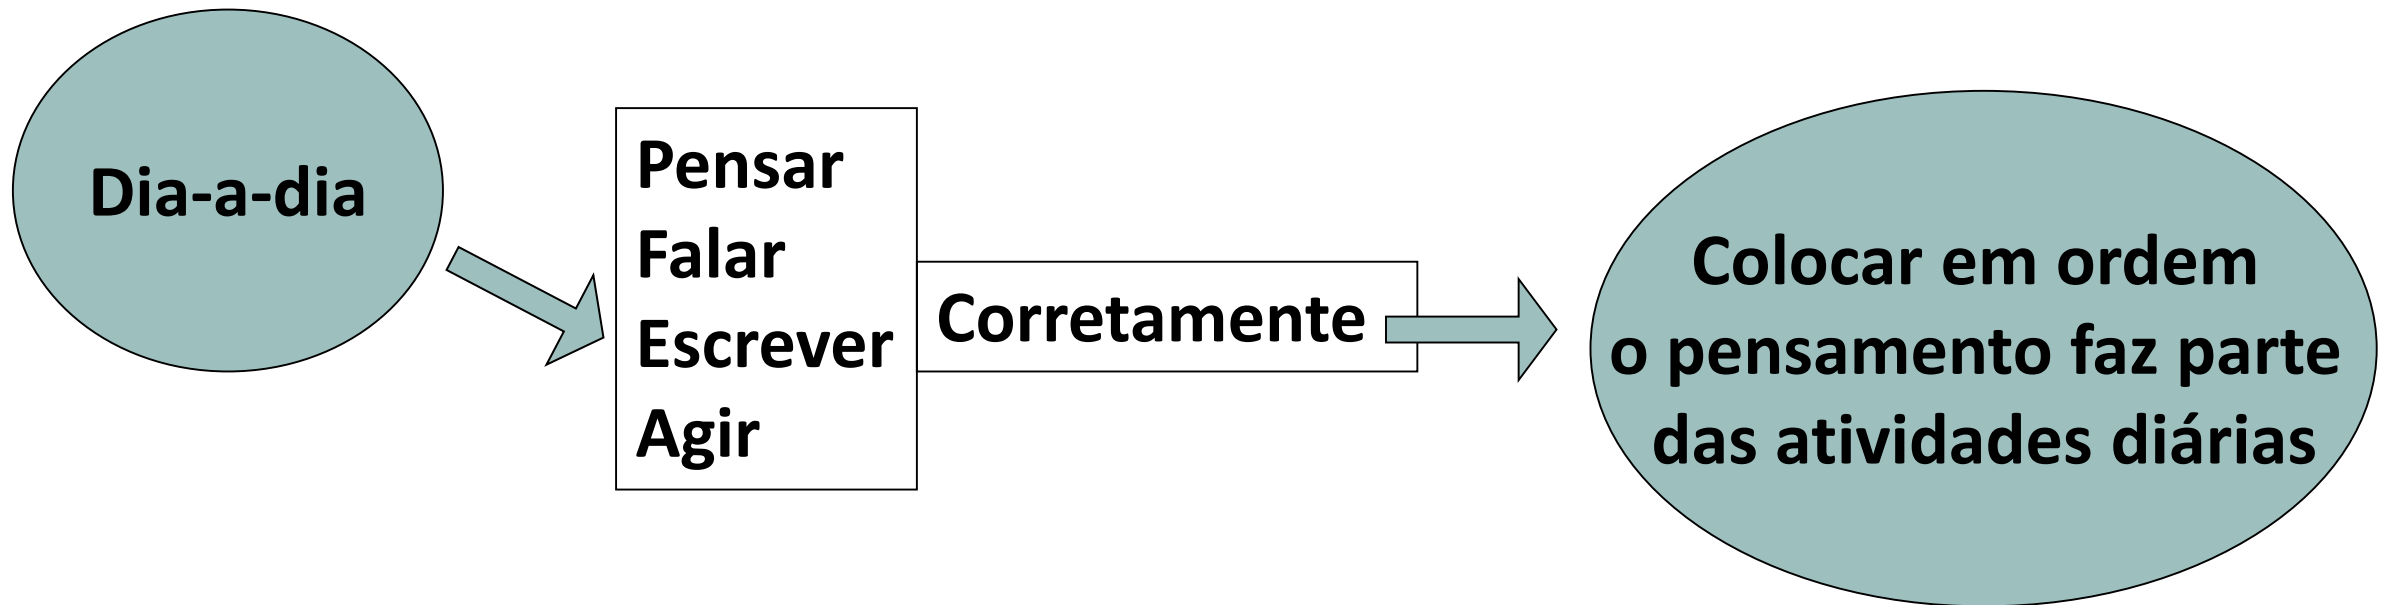 Dia-a-dia
Pensar
Falar
Escrever
Agir
Corretamente
Colocar em ordem
o pensamento faz parte
das atividades diárias